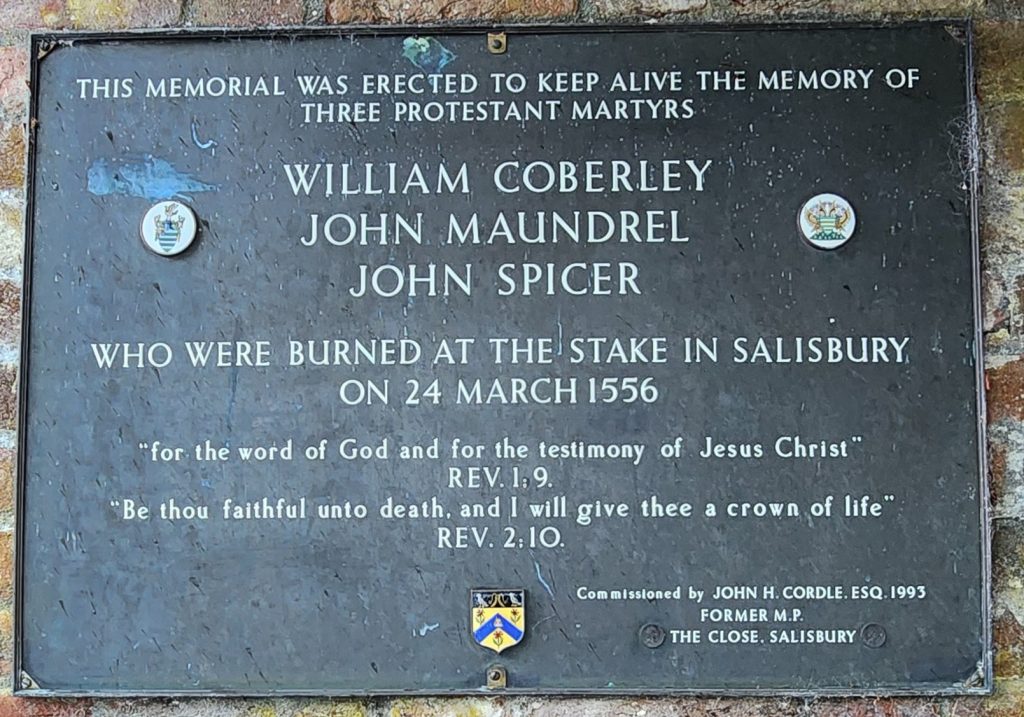 THIS MEMORIAL WAS ERECTED TO KEEP ALIVE THE MEMORY OF
THREE PROTESTANT MARTYRS
WILLIAM COBERLEY
JOHN MAUNDREL
JOHN SPICER
WHO WERE BURNED AT THE STAKE IN SALISBURY
ON 24 MARCH 1556
"for the word of God and for the testimony of Jesus Christ"
REV. 1;9.
"Be thou faithful unto death, and I will give thee a crown of life"
REV. 2;10.
Commissioned by JOHN H. CORDLE. ESQ. 1993
FORMER M.P.
THE CLOSE. SALISBURY